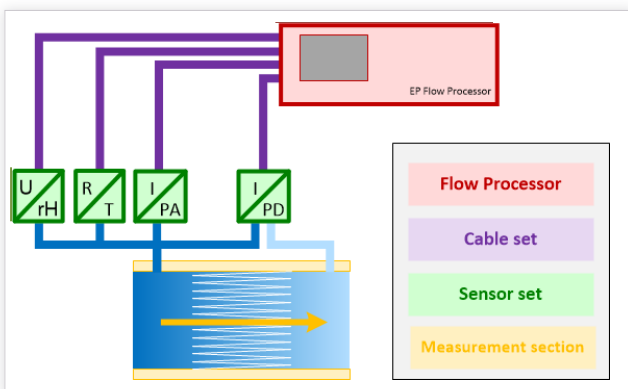 EP Flow Processor
U
rH
R
T
I
PA
I
PD
Flow Processor
Cable set
Sensor set
Measurement section